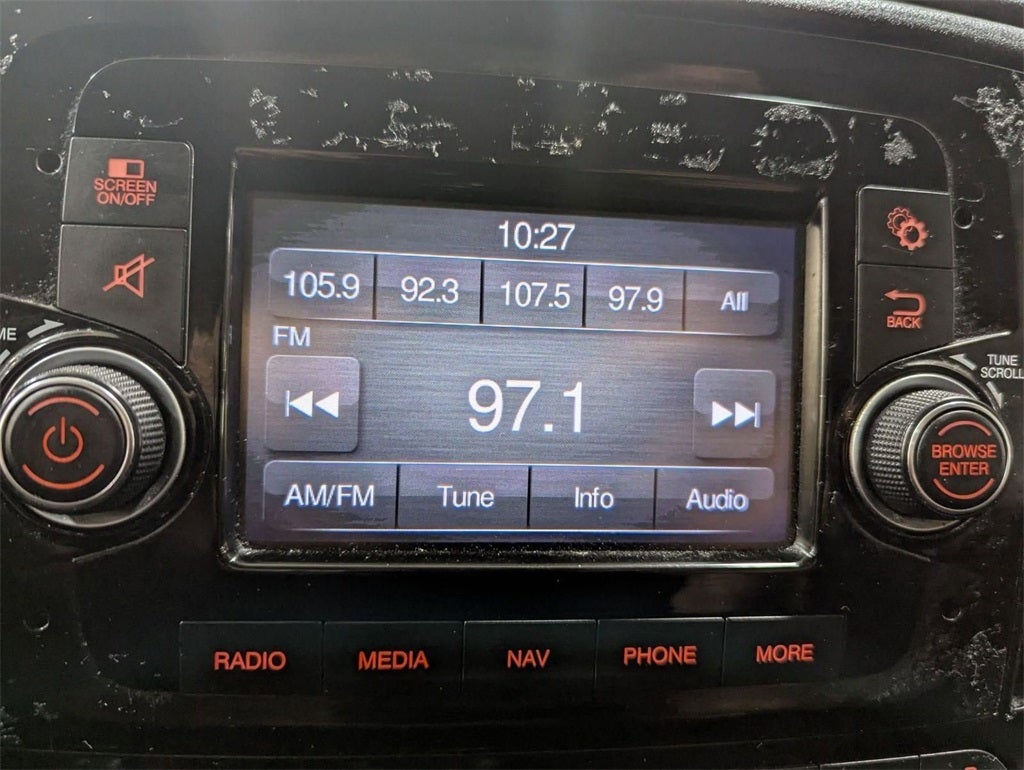 SCREEN
ON/OFF
10:27
105.9 92.3 107.5 97.9 All
FM
BACK
ME
TUNE
SCROLL
97.1
BROWSE
ENTER
AM/FM Tune Info Audio
RADIO MEDIA NAV PHONE MORE